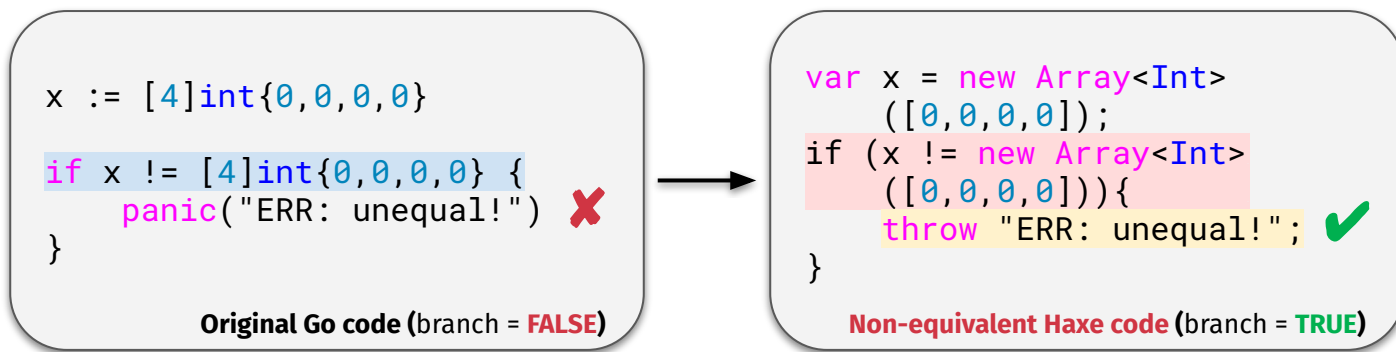 x := [4]int{0,0,0,0}
if x != [4]int{0,0,0,0} {
    panic("ERR: unequal!") ✘
}
Original Go code (branch = FALSE)
var x = new Array<Int>
    ([0,0,0,0]);
if (x != new Array<Int>
    ([0,0,0,0])){
    throw "ERR: unequal!"; ✔
}
Non-equivalent Haxe code (branch = TRUE)